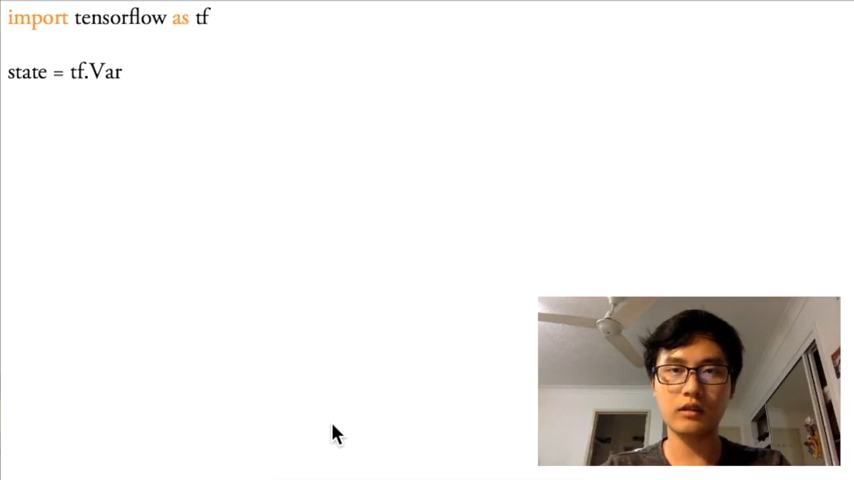 import tensorflow as tf
state = tf.Var